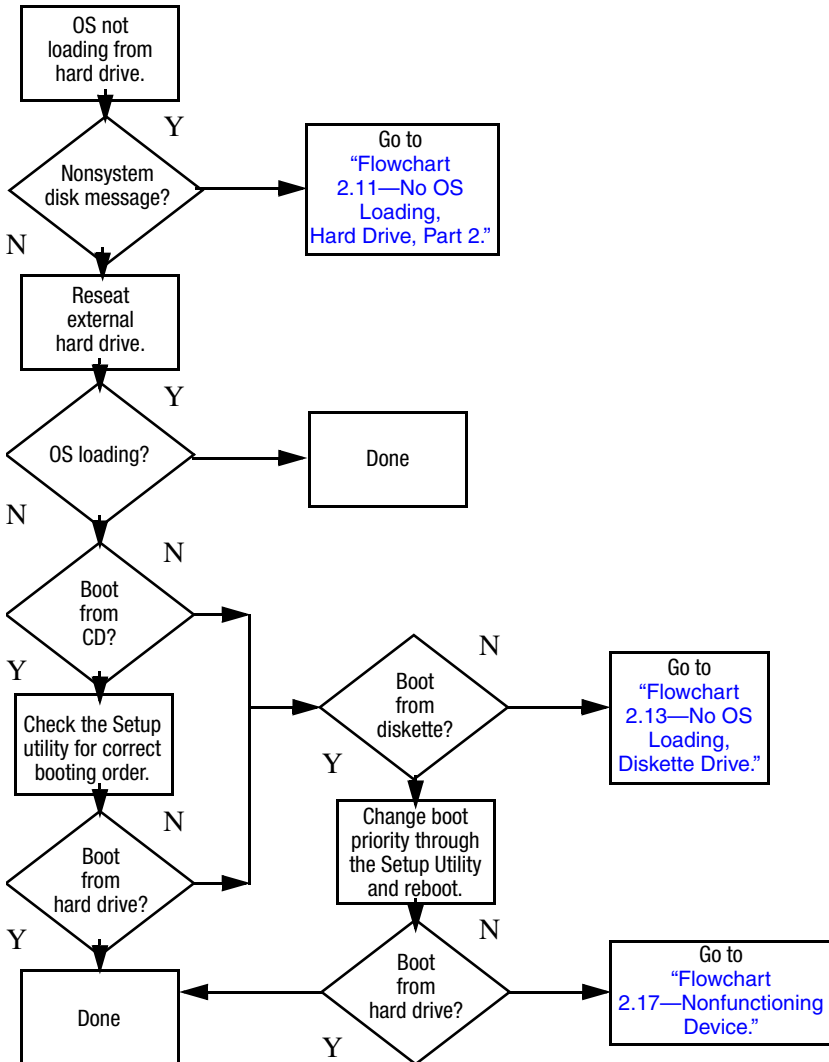 OS not
loading from
hard drive.
Y
Nonsystem
disk message?
Go to
“Flowchart
2.11—No OS
Loading,
Hard Drive, Part 2.”
N
Reseat
external
hard drive.
Y
OS loading?
Done
N
N
Boot
from
CD?
Y
Check the Setup
utility for correct
booting order.
N
Boot
from
hard drive?
Y
Done
N
Boot
from
diskette?
Go to
“Flowchart
2.13—No OS
Loading,
Diskette Drive.”
Y
Change boot
priority through
the Setup Utility
and reboot.
N
Boot
from
hard drive?
Y
Go to
“Flowchart
2.17—Nonfunctioning
Device.”